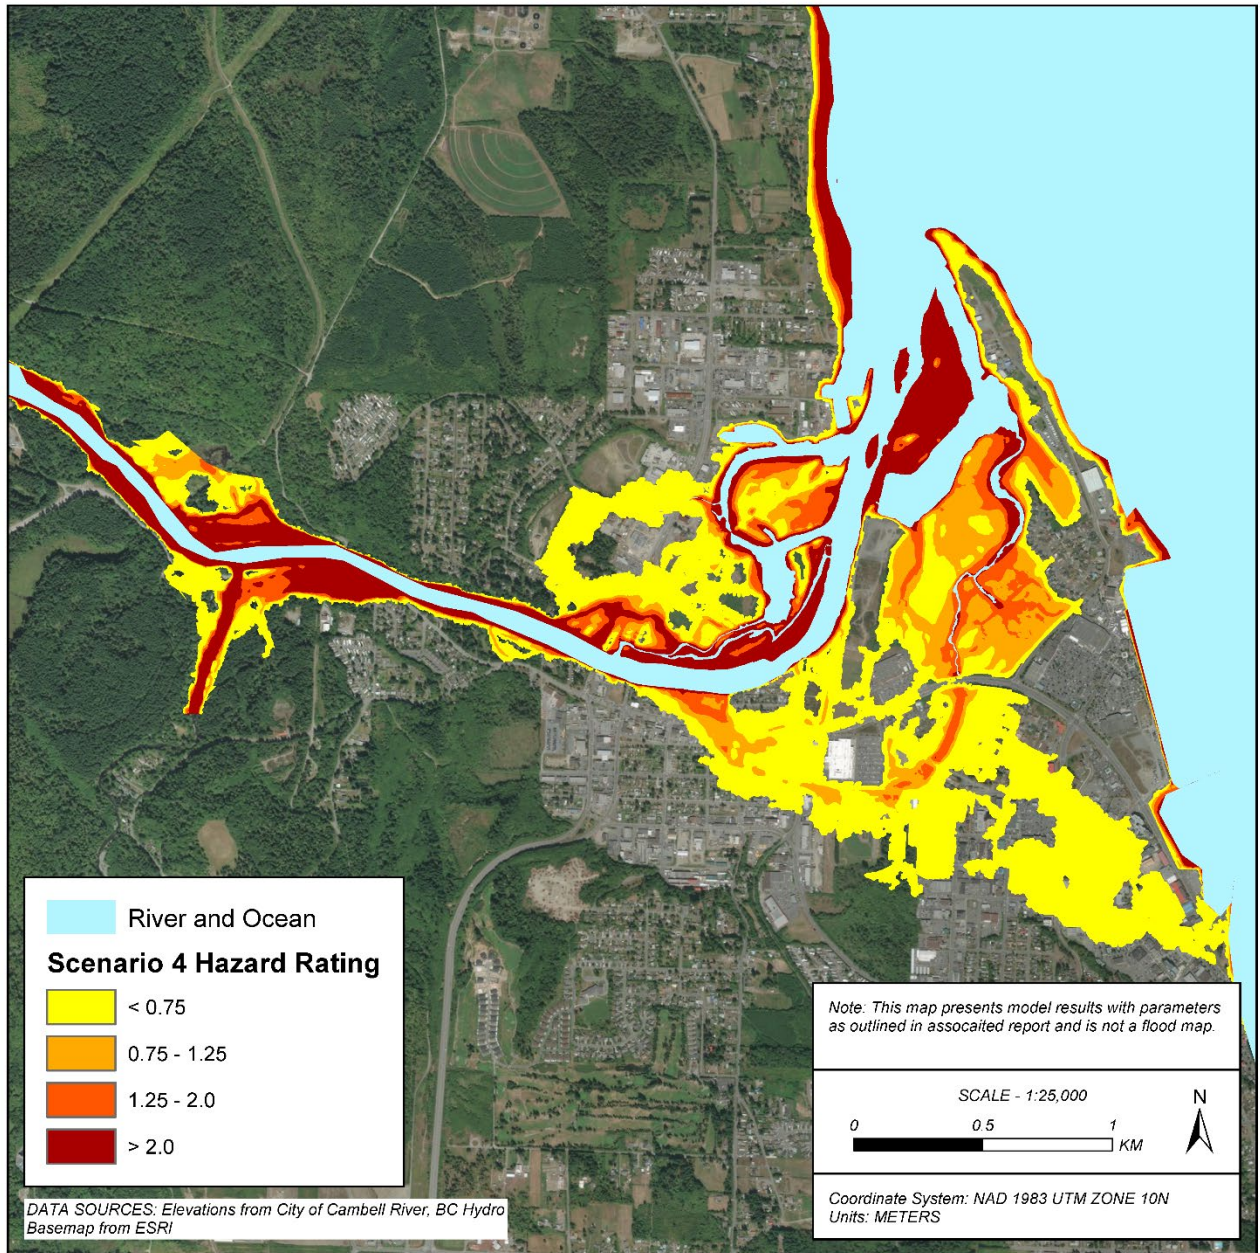 River and Ocean
Scenario 4 Hazard Rating
< 0.75
0.75 - 1.25
1.25 - 2.0
> 2.0
DATA SOURCES: Elevations from City of Cambell River, BC Hydro
Basemap from ESRI
Note: This map presents model results with parameters
as outlined in assocaited report and is not a flood map.
SCALE - 1:25,000
0 0.5 1
KM
N
Coordinate System: NAD 1983 UTM ZONE 10N
Units: METERS